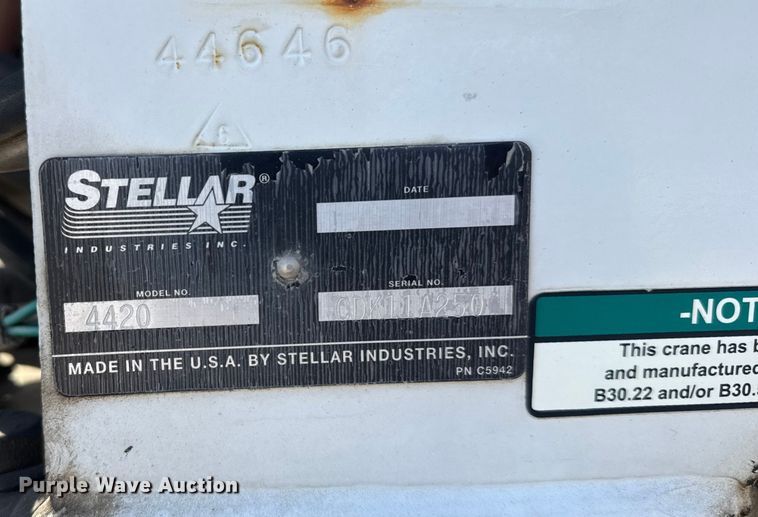 44646
6
STELLAR®
INDUSTRIES INC.
DATE
MODEL NO.
4420
SERIAL NO.
MADE IN THE U.S.A. BY STELLAR INDUSTRIES, INC.
PN C5942
-NOT
This crane has b
and manufactured
B30.22 and/or B30.
Purple Wave Auction